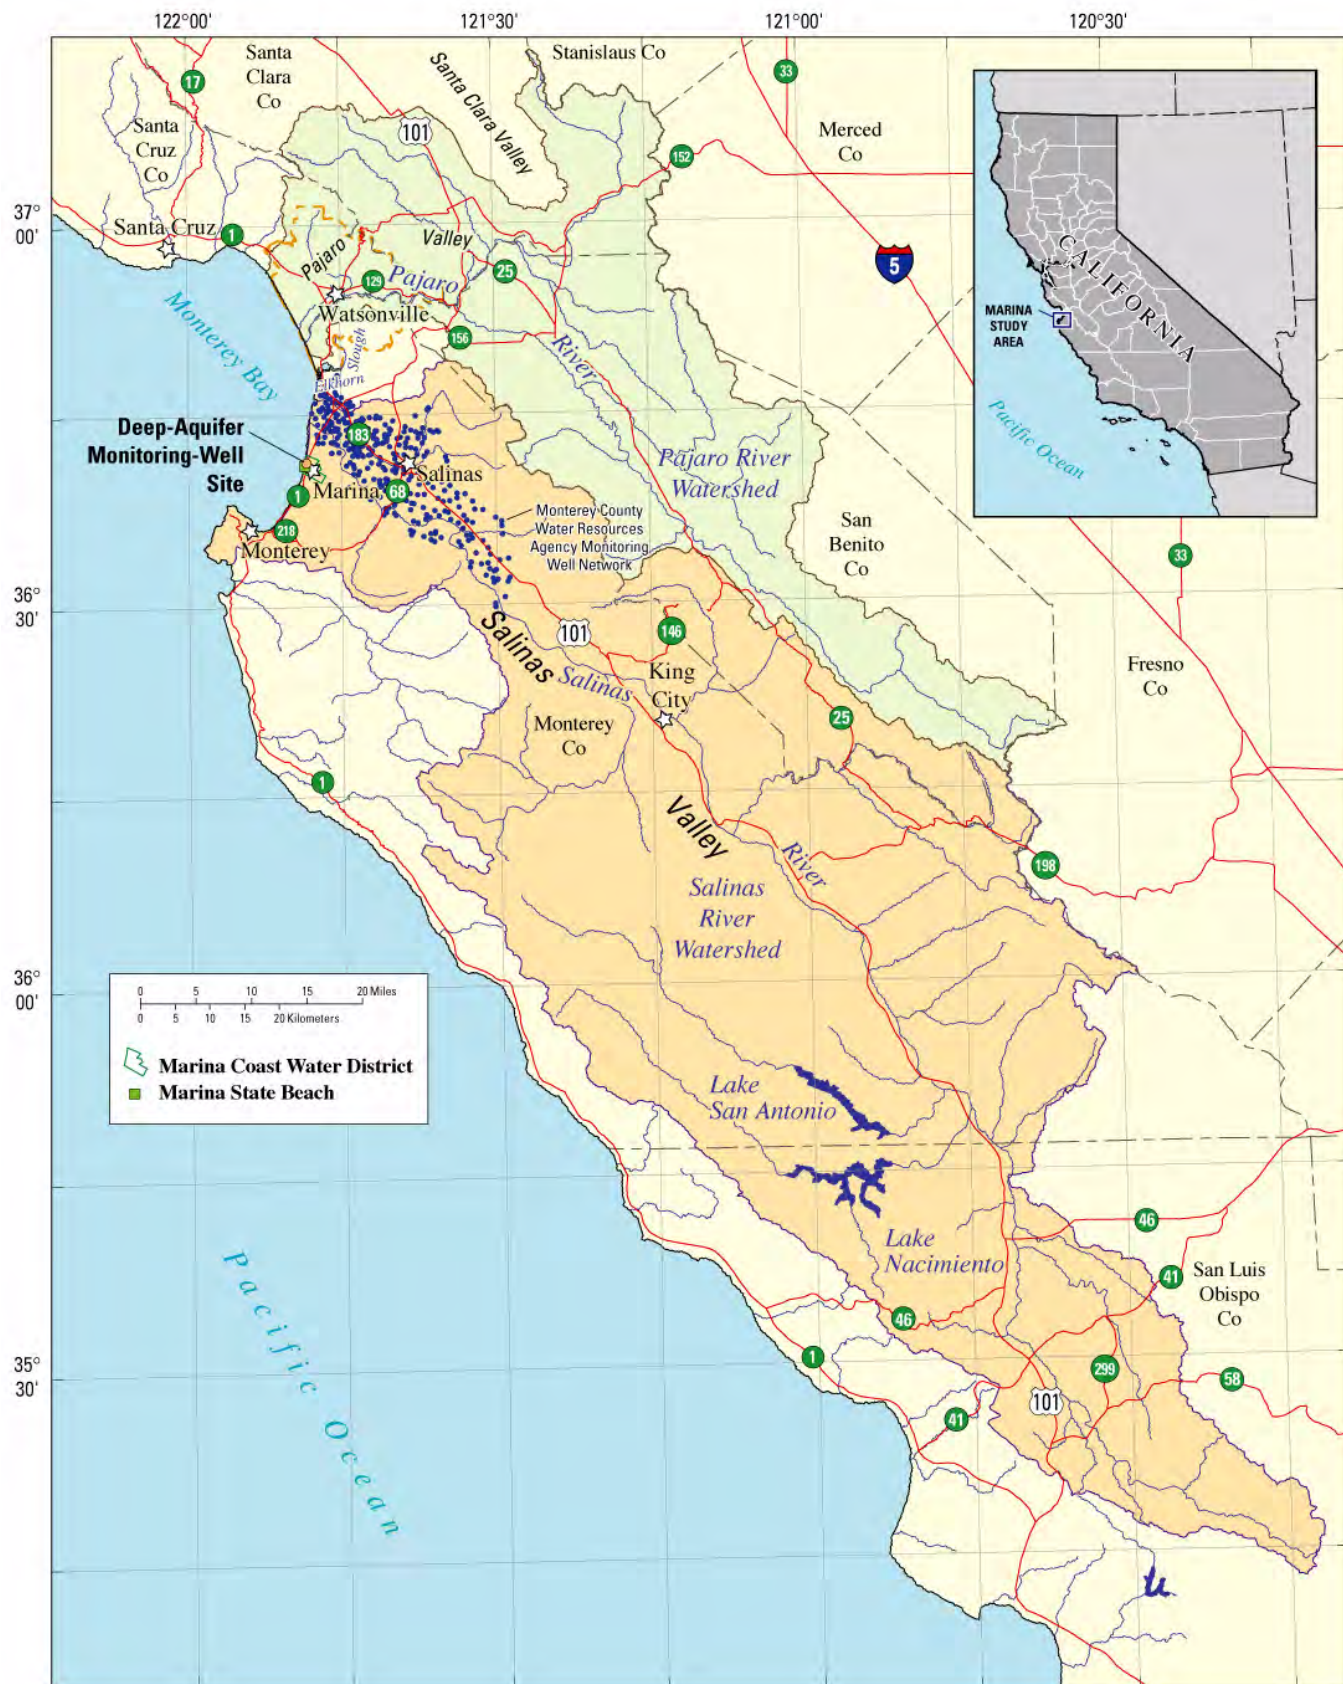 122°00'
121°30'
121°00'
120°30'
Santa
Clara
Co
Stanislaus Co
17
33
Santa Clara Valley
101
Santa
Cruz
Co
Merced
Co
152
37°
00'
Santa Cruz
1
Pajaro
Valley
129
Pajaro
25
5
Watsonville
156
River
Monterey Bay
Elkhorn
Slough
CALIFORNIA
MARINA
STUDY
AREA
Pacific Ocean
Deep-Aquifer
Monitoring-Well
Site
183
Salinas
Marina
68
1
218
Monterey
Monterey County
Water Resources
Agency Monitoring
Well Network
Pajaro River
Watershed
San
Benito
Co
33
36°
30'
Salinas
101
146
Salinas
King
City
Fresno
Co
Monterey
Co
25
1
Valley
River
198
Salinas
River
Watershed
36°
00'
0 5 10 15 20 Miles
0 5 10 15 20 Kilometers
Marina Coast Water District
Marina State Beach
Lake
San Antonio
Lake
Nacimiento
46
41
San Luis
Obispo
Co
Pacific Ocean
46
35°
30'
1
299
58
101
41